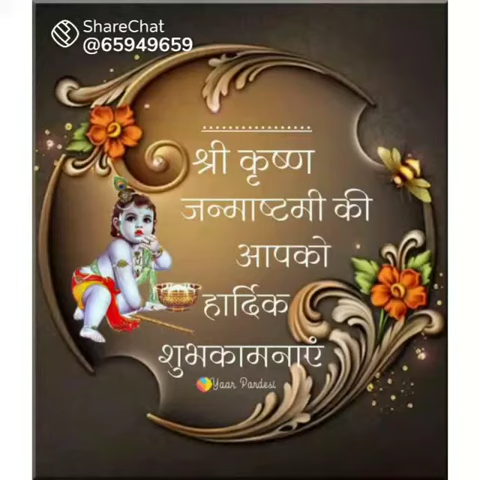 ShareChat
@65949659
..................
श्री कृष्ण
जन्माष्टमी की
आपको
हार्दिक
शुभकामनाएं
Yaar Pardesi